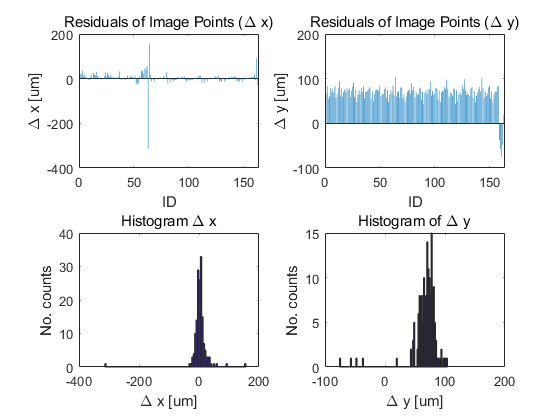 Residuals of Image Points (Δ x)
200
0
-200
-400
Δ x [um]
0
50
100
150
ID
Residuals of Image Points (Δ y)
200
100
0
-100
Δ y [um]
0
50
100
150
ID
Histogram Δ x
40
30
20
10
0
No. counts
-400
-200
0
200
Δ x [um]
Histogram of Δ y
15
10
5
0
No. counts
-100
0
100
200
Δ y [um]